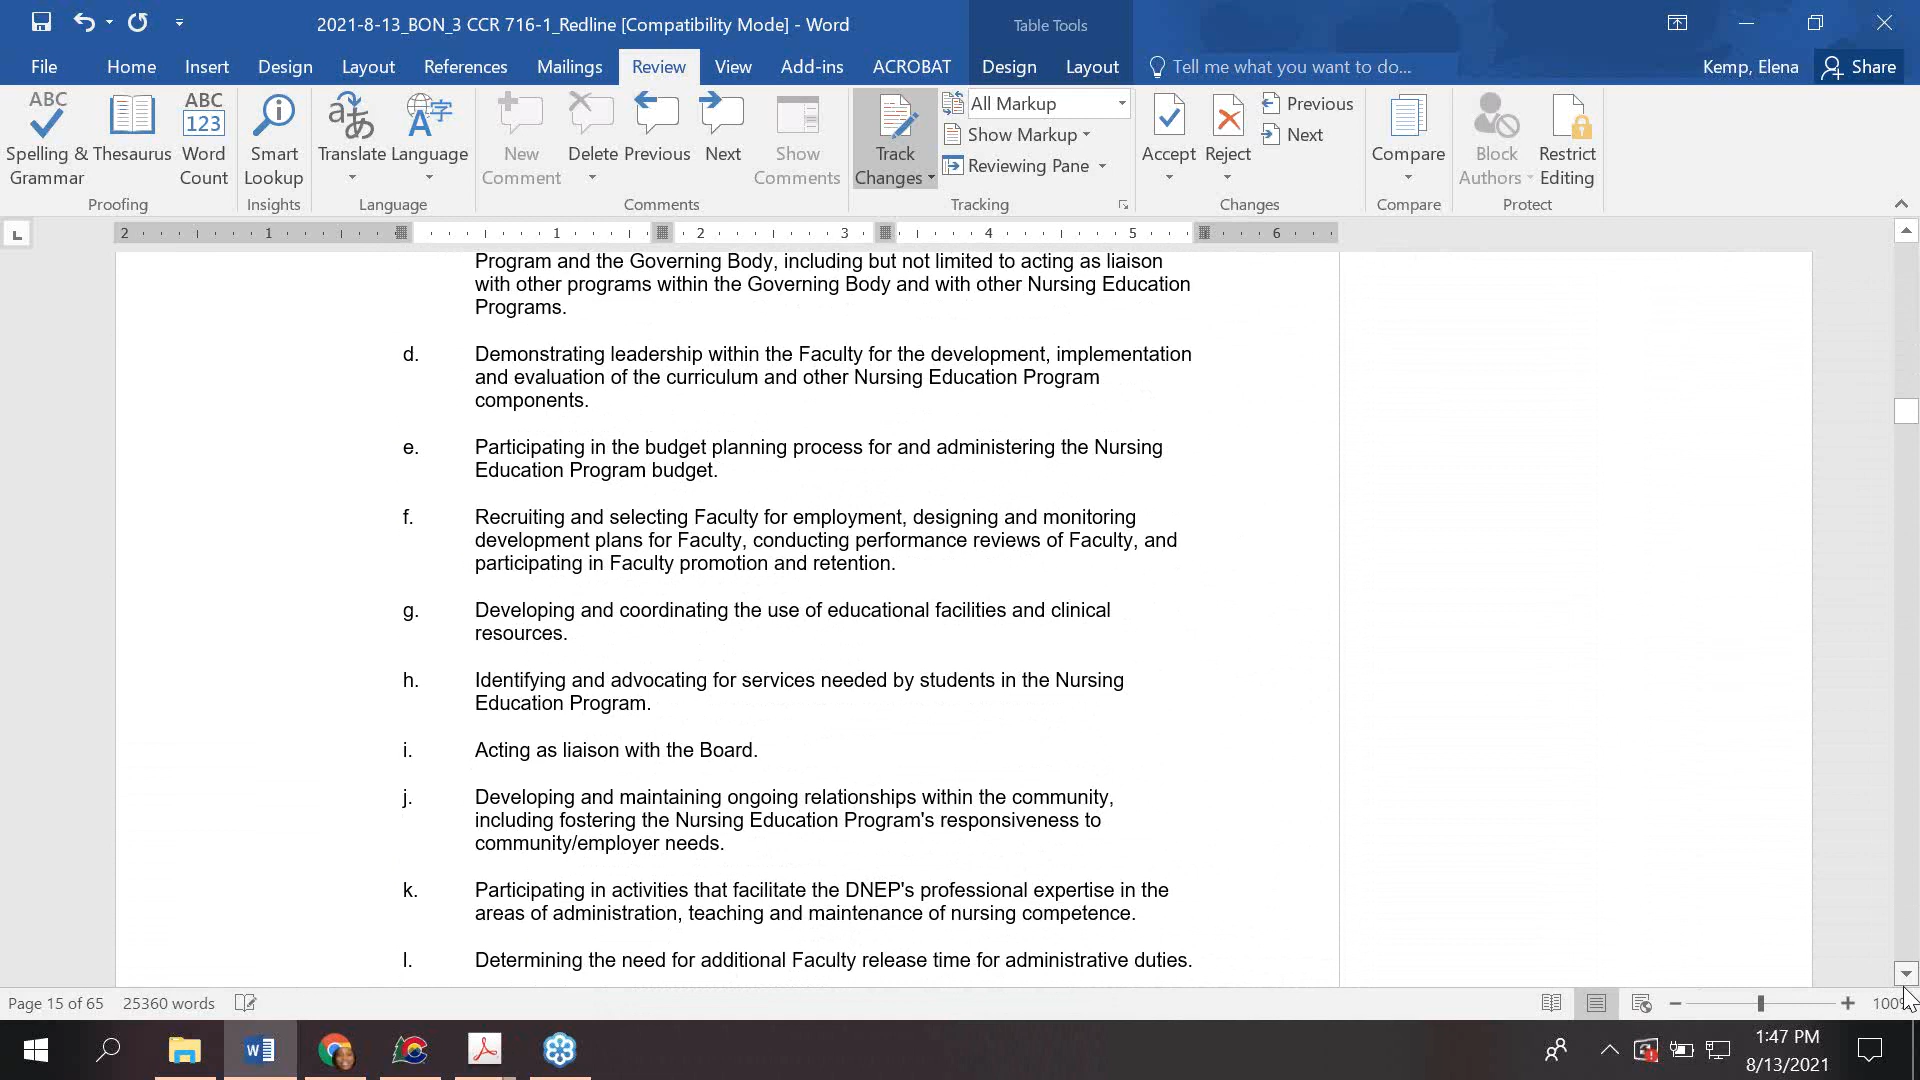 2021-8-13_BON_3 CCR 716-1_Redline [Compatibility Mode] - Word
Table Tools
File Home Insert Design Layout References Mailings Review View Add-ins ACROBAT Design Layout Tell me what you want to do... Kemp, Elena Share
Spelling & Grammar
Thesaurus
Word Count
Proofing
Smart Lookup
Insights
Translate
Language
Language
New Comment
Delete
Previous
Next
Show Comments
Comments
Track Changes
All Markup
Show Markup
Reviewing Pane
Tracking
Accept
Reject
Previous
Next
Changes
Compare
Compare
Block Authors
Restrict Editing
Protect
2 1 1 2 3 4 5 6
Program and the Governing Body, including but not limited to acting as liaison
with other programs within the Governing Body and with other Nursing Education
Programs.
d. Demonstrating leadership within the Faculty for the development, implementation
and evaluation of the curriculum and other Nursing Education Program
components.
e. Participating in the budget planning process for and administering the Nursing
Education Program budget.
f. Recruiting and selecting Faculty for employment, designing and monitoring
development plans for Faculty, conducting performance reviews of Faculty, and
participating in Faculty promotion and retention.
g. Developing and coordinating the use of educational facilities and clinical
resources.
h. Identifying and advocating for services needed by students in the Nursing
Education Program.
i. Acting as liaison with the Board.
j. Developing and maintaining ongoing relationships within the community,
including fostering the Nursing Education Program's responsiveness to
community/employer needs.
k. Participating in activities that facilitate the DNEP's professional expertise in the
areas of administration, teaching and maintenance of nursing competence.
l. Determining the need for additional Faculty release time for administrative duties.
Page 15 of 65 25360 words 100%
1:47 PM
8/13/2021